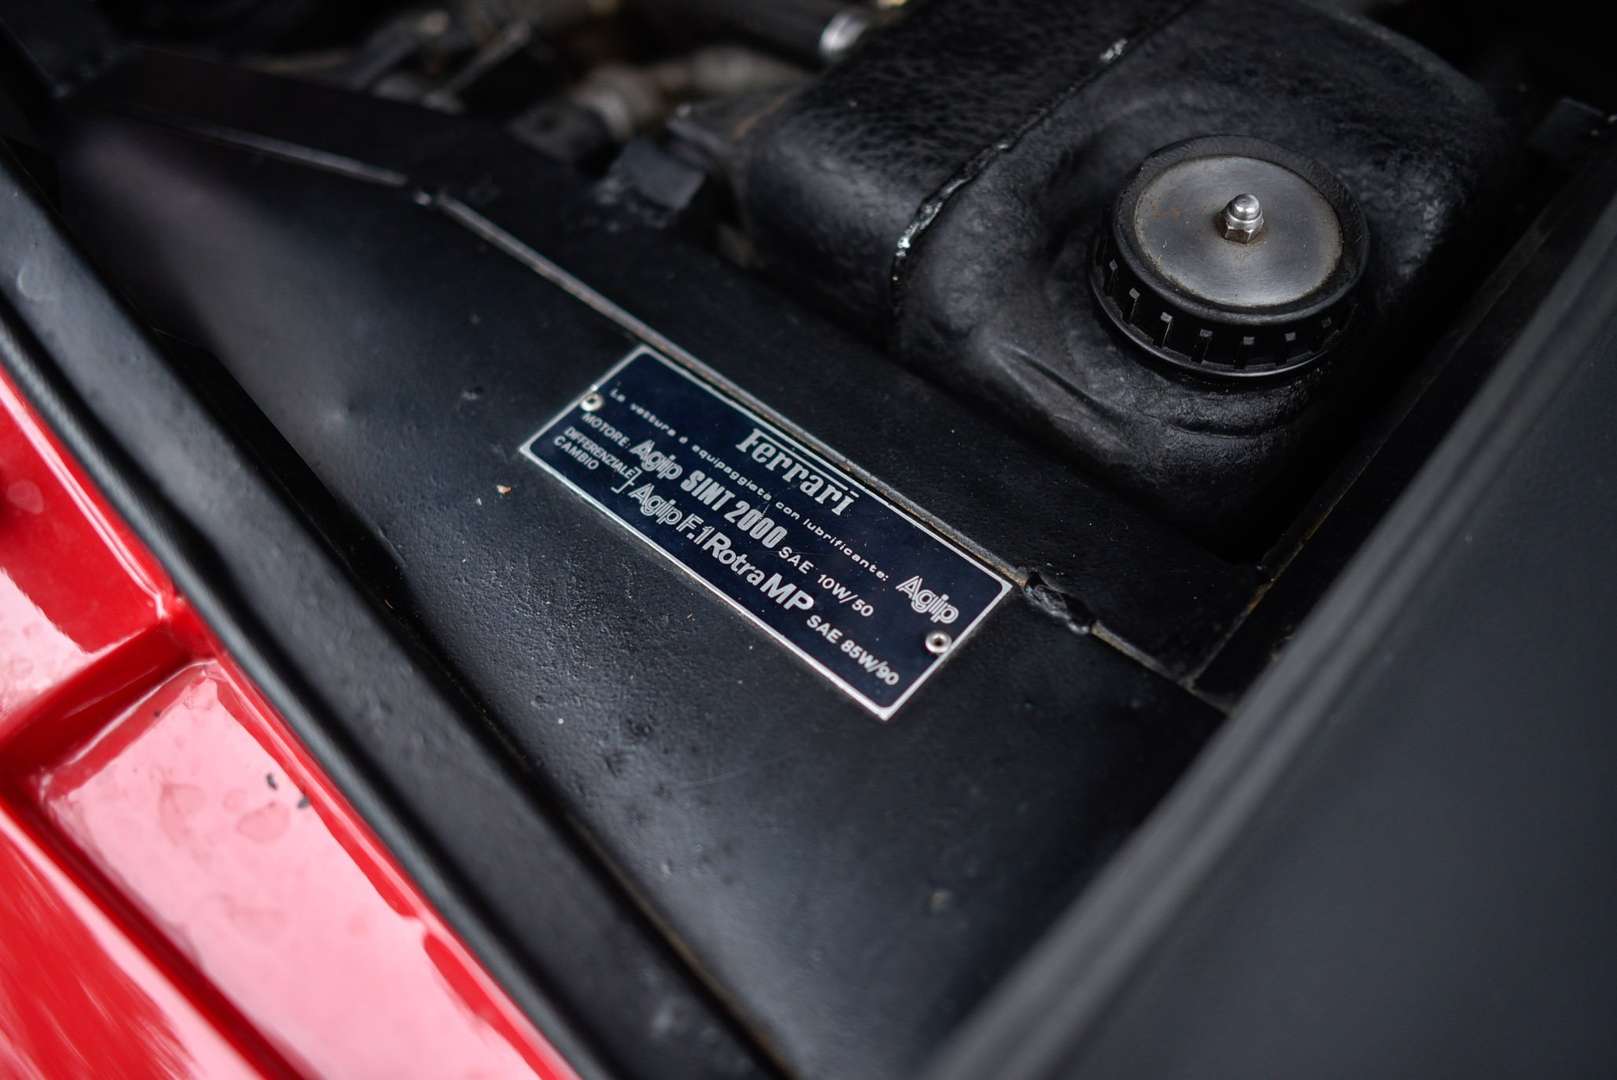 Ferrari
La vettura è equipaggiata con lubrificante: Agip
MOTORE: Agip SINT 2000 SAE 10W/50
DIFFERENZIALE
CAMBIO
] Agip F.1 Rotra MP SAE 85W/90